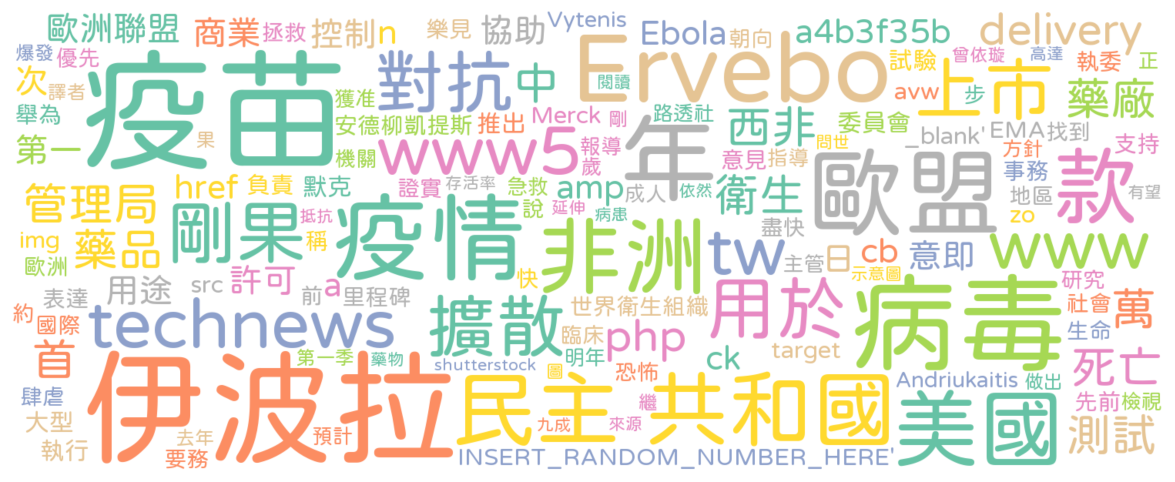 歐洲聯盟 商業 拯救 控制 n 樂見 協助 Vytenis Ebola 朝向 a4b3f35b delivery
爆發 優先 疫苗 對抗 中 Ervebo 閱讀 試驗 曾依璇 高達 執委 正
次 譯者 獲准 avw 上市 步 藥廠
舉為 果 安德柳凱提斯 推出 Merck 剛 路透社 西非 委員會 _blank' EMA 找到
第一 機關 www 5 報導 年 意見 指導 問世 歐盟 方針 款 支持
管理局 href 負責 默克 證實 存活率 急救 歲 amp 成人 依然 衛生 事務 地區 有望
img 藥品 剛果 抵抗 疫情 說 延伸 病患 非洲 盡快 zo www
歐洲 稱 快 tw 主管 日 cb 意即 示意圖 研究
表達 用途 src 許可 前 a 里程碑 世界衛生組織 用於 病毒 社會 萬
約 國際 technews 擴散 臨床 php 生命
首 第一季 藥物 shutterstock 明年 恐怖 ck target 死亡
肆虐 伊波拉 民主 圖 共和國 Andriukaitis 做出
大型 繼 美國 先前 檢視
執行 去年 預計 九成 來源 測試
要務 INSERT_RANDOM_NUMBER_HERE'